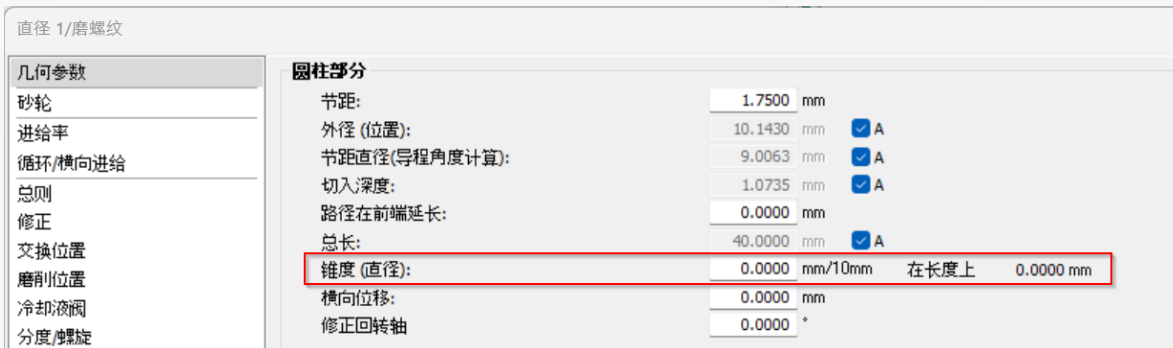 直径 1/磨螺纹
几何参数
砂轮
进给率
循环/横向进给
总则
修正
交换位置
磨削位置
冷却液阀
分度/螺旋
圆柱部分
节距: 1.7500 mm
外径 (位置): 10.1430 mm A
节距直径(导程角度计算): 9.0063 mm A
切入深度: 1.0735 mm A
路径在前端延长: 0.0000 mm
总长: 40.0000 mm A
锥度 (直径): 0.0000 mm/10mm 在长度上 0.0000 mm
横向位移: 0.0000 mm
修正回转轴 0.0000 °